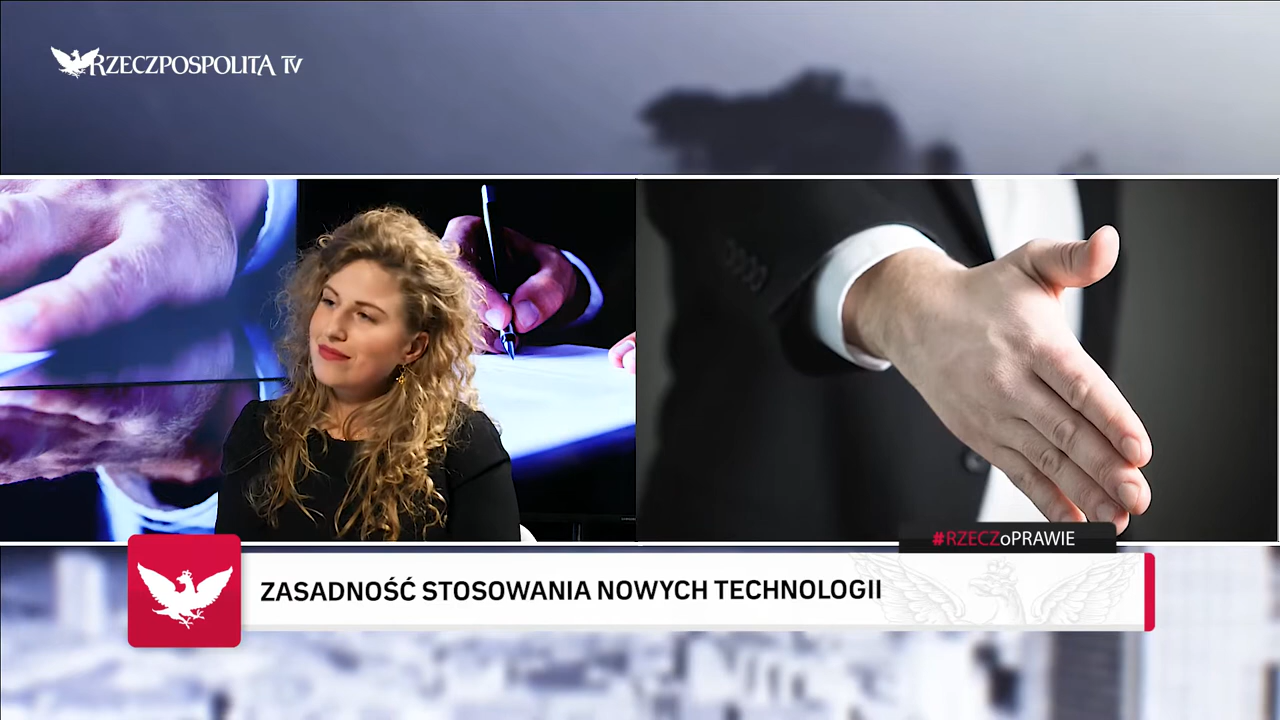 RZECZPOSPOLITA TV
#RZECZoPRAWIE
ZASADNOŚĆ STOSOWANIA NOWYCH TECHNOLOGII